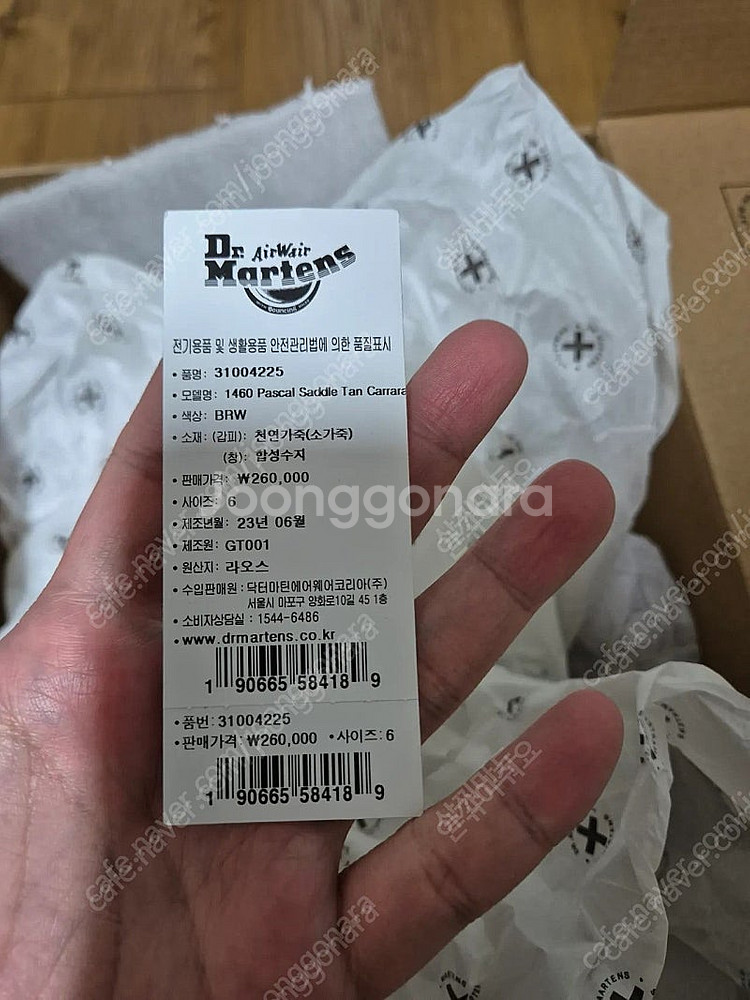 Dr. AirWair
Martens
전기용품 및 생활용품 안전관리법에 의한 품질표시
• 품명: 31004225
• 모델명: 1460 Pascal Saddle Tan Carrara
• 색상: BRW
• 소재: (갑피): 천연가죽(소가죽)
(창): 합성수지
• 판매가격: ₩260,000
• 사이즈: 6
• 제조년월: 23년 06월
• 제조원: GT001
• 원산지: 라오스
• 수입판매원: 닥터마틴에어웨어코리아(주)
서울시 마포구 양화로10길 45 1층
• 소비자상담실: 1544-6486
• www.drmartens.co.kr
1 90665 58418 9
• 품번: 31004225
• 판매가격: ₩260,000 • 사이즈: 6
1 90665 58418 9
Joonggonara
cafe.naver.com/joonggonara